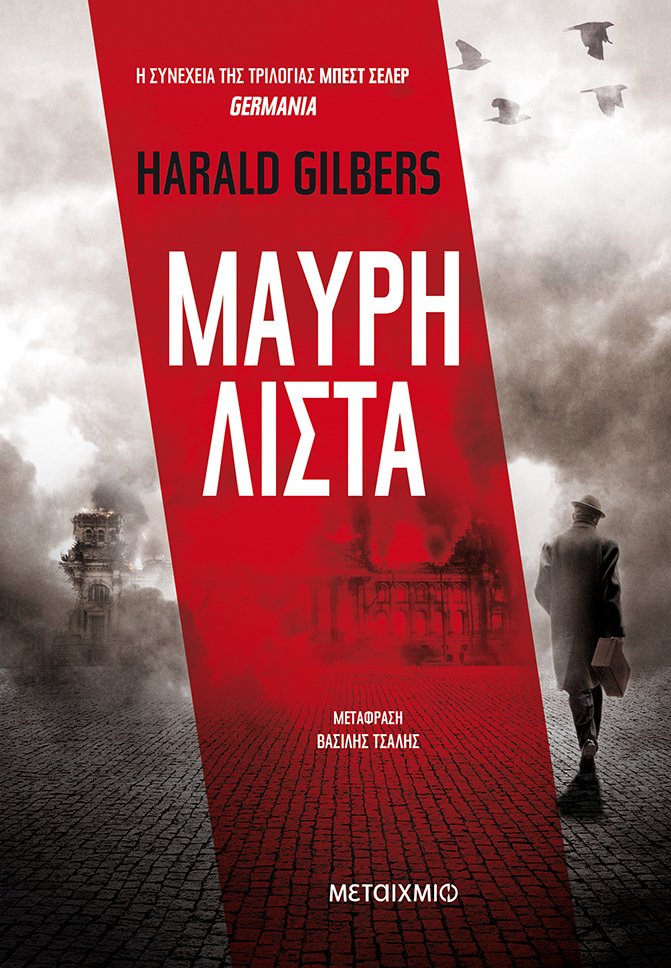 Η ΣΥΝΕΧΕΙΑ ΤΗΣ ΤΡΙΛΟΓΙΑΣ ΜΠΕΣΤ ΣΕΛΕΡ
GERMANIA
HARALD GILBERS
ΜΑΥΡΗ
ΛΙΣΤΑ
ΜΕΤΑΦΡΑΣΗ
ΒΑΣΙΛΗΣ ΤΣΑΛΗΣ
ΜΕΤΑΙΧΜΙΟ